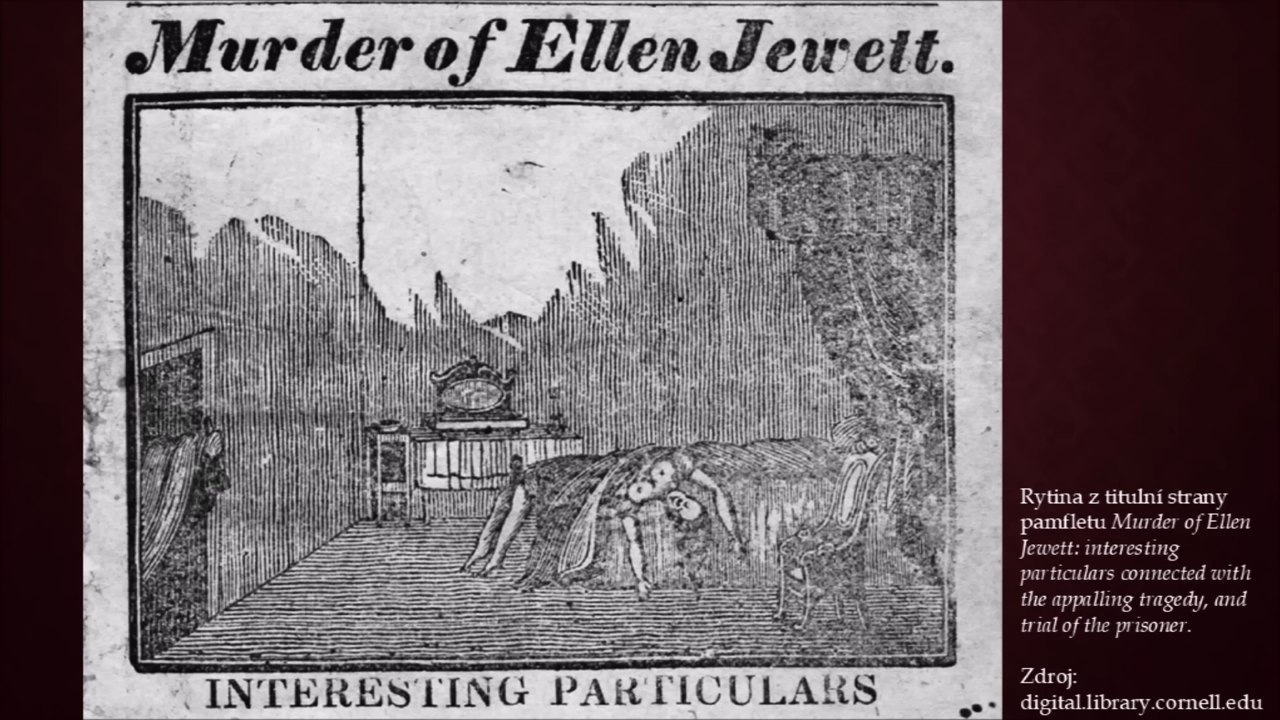 Murder of Ellen Jewett.
INTERESTING PARTICULARS
Rytina z titulní strany
pamfletu Murder of Ellen
Jewett: interesting
particulars connected with
the appalling tragedy, and
trial of the prisoner.
Zdroj:
digital.library.cornell.edu